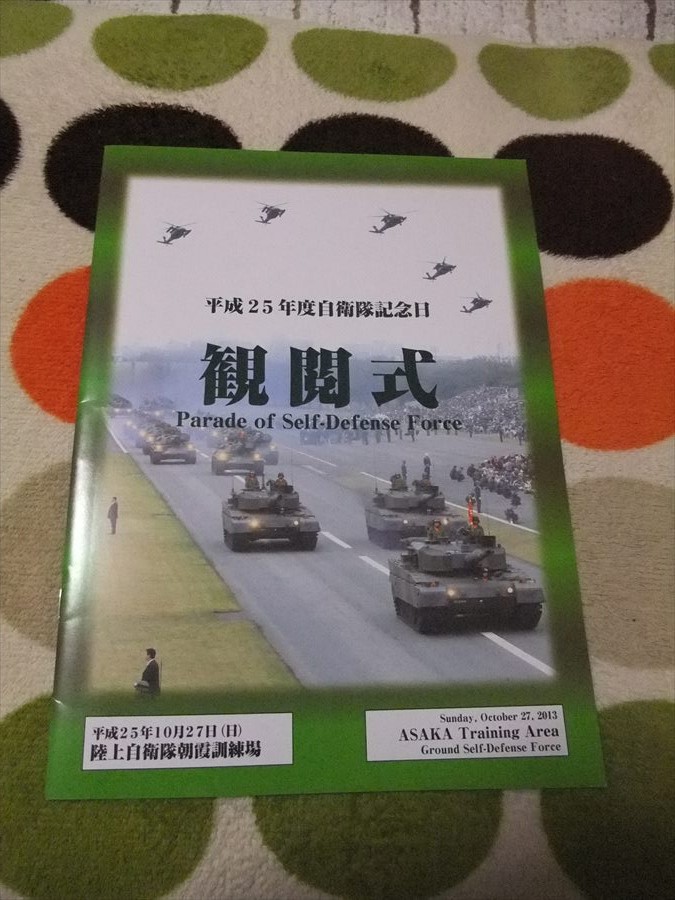 平成25年度自衛隊記念日
観閲式
Parade of Self-Defense Force
平成25年10月27日(日)
陸上自衛隊朝霞訓練場
Sunday, October 27, 2013
ASAKA Training Area
Ground Self-Defense Force